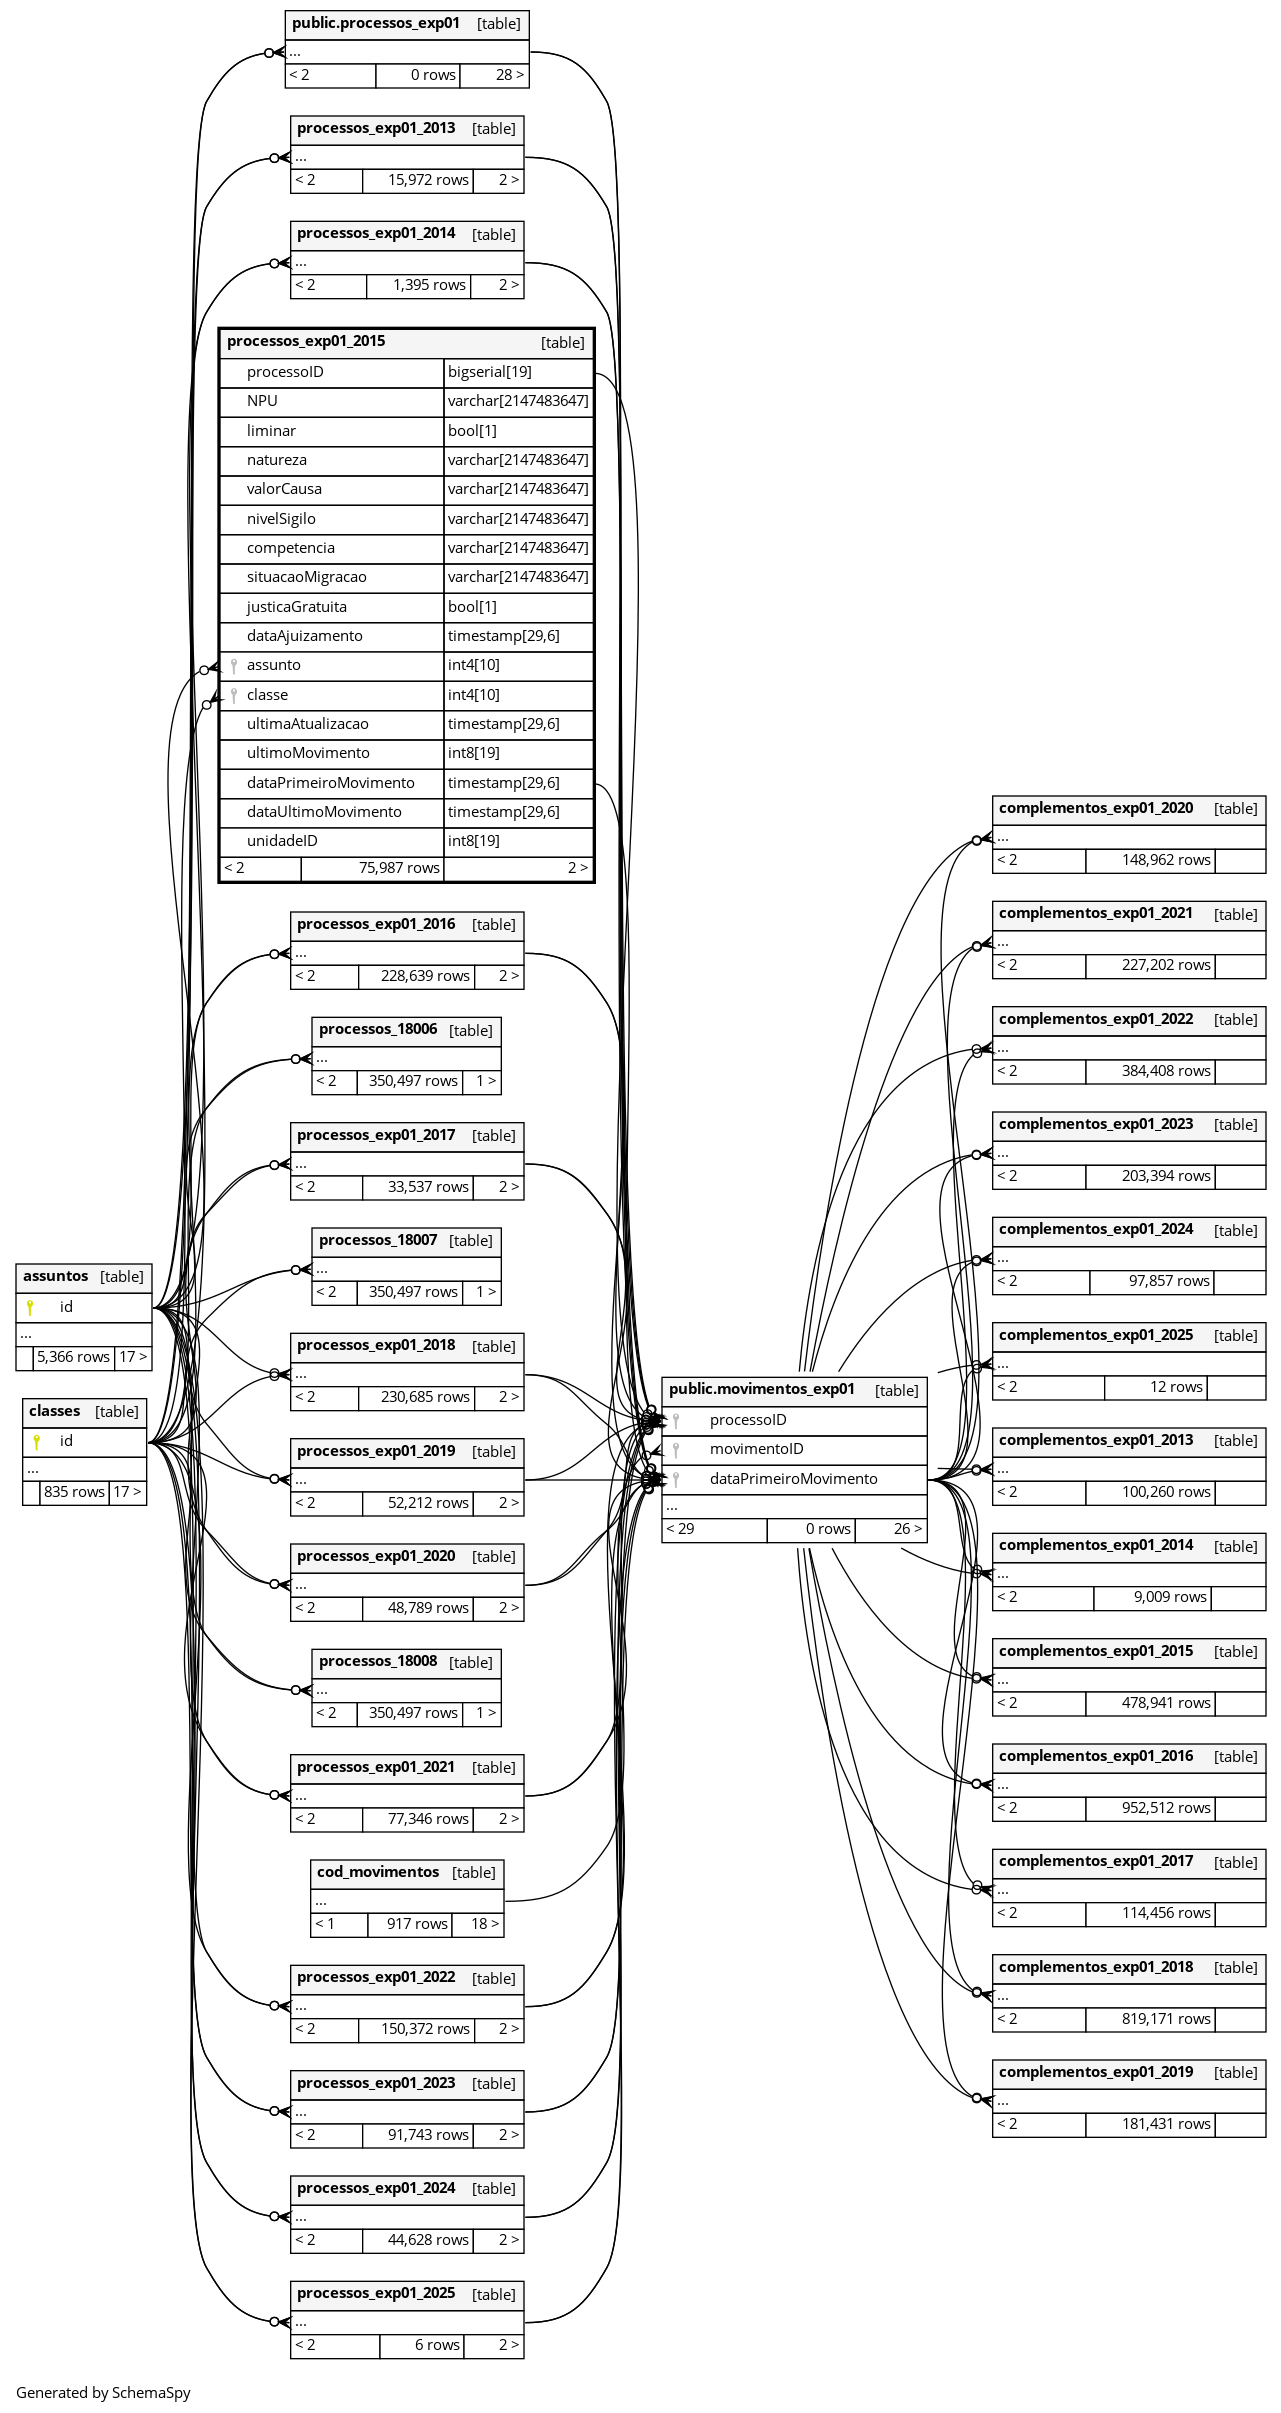 public.processos_exp01 [table]
...
< 2 0 rows 28 >
processos_exp01_2013 [table]
...
< 2 15,972 rows 2 >
processos_exp01_2014 [table]
...
< 2 1,395 rows 2 >
processos_exp01_2015 [table]
processoID bigserial[19]
NPU varchar[2147483647]
liminar bool[1]
natureza varchar[2147483647]
valorCausa varchar[2147483647]
nivelSigilo varchar[2147483647]
competencia varchar[2147483647]
situacaoMigracao varchar[2147483647]
justicaGratuita bool[1]
dataAjuizamento timestamp[29,6]
assunto int4[10]
classe int4[10]
ultimaAtualizacao timestamp[29,6]
ultimoMovimento int8[19]
dataPrimeiroMovimento timestamp[29,6]
dataUltimoMovimento timestamp[29,6]
unidadeID int8[19]
< 2 75,987 rows 2 >
processos_exp01_2016 [table]
...
< 2 228,639 rows 2 >
processos_18006 [table]
...
< 2 350,497 rows 1 >
processos_exp01_2017 [table]
...
< 2 33,537 rows 2 >
processos_18007 [table]
...
< 2 350,497 rows 1 >
processos_exp01_2018 [table]
...
< 2 230,685 rows 2 >
processos_exp01_2019 [table]
...
< 2 52,212 rows 2 >
processos_exp01_2020 [table]
...
< 2 48,789 rows 2 >
processos_18008 [table]
...
< 2 350,497 rows 1 >
processos_exp01_2021 [table]
...
< 2 77,346 rows 2 >
cod_movimentos [table]
...
< 1 917 rows 18 >
processos_exp01_2022 [table]
...
< 2 150,372 rows 2 >
processos_exp01_2023 [table]
...
< 2 91,743 rows 2 >
processos_exp01_2024 [table]
...
< 2 44,628 rows 2 >
processos_exp01_2025 [table]
...
< 2 6 rows 2 >
assuntos [table]
id
...
5,366 rows 17 >
classes [table]
id
...
835 rows 17 >
public.movimentos_exp01 [table]
processoID
movimentoID
dataPrimeiroMovimento
...
< 29 0 rows 26 >
complementos_exp01_2020 [table]
...
< 2 148,962 rows
complementos_exp01_2021 [table]
...
< 2 227,202 rows
complementos_exp01_2022 [table]
...
< 2 384,408 rows
complementos_exp01_2023 [table]
...
< 2 203,394 rows
complementos_exp01_2024 [table]
...
< 2 97,857 rows
complementos_exp01_2025 [table]
...
< 2 12 rows
complementos_exp01_2013 [table]
...
< 2 100,260 rows
complementos_exp01_2014 [table]
...
< 2 9,009 rows
complementos_exp01_2015 [table]
...
< 2 478,941 rows
complementos_exp01_2016 [table]
...
< 2 952,512 rows
complementos_exp01_2017 [table]
...
< 2 114,456 rows
complementos_exp01_2018 [table]
...
< 2 819,171 rows
complementos_exp01_2019 [table]
...
< 2 181,431 rows
Generated by SchemaSpy